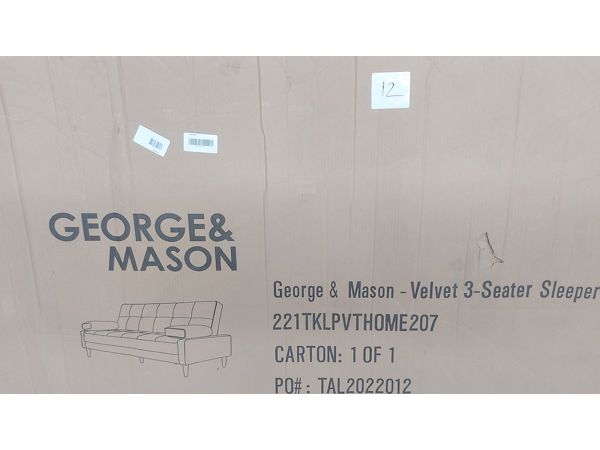 12
GEORGE&
MASON
George & Mason - Velvet 3-Seater Sleeper
221TKLPVTHOME207
CARTON: 1 OF 1
PO#: TAL2022012